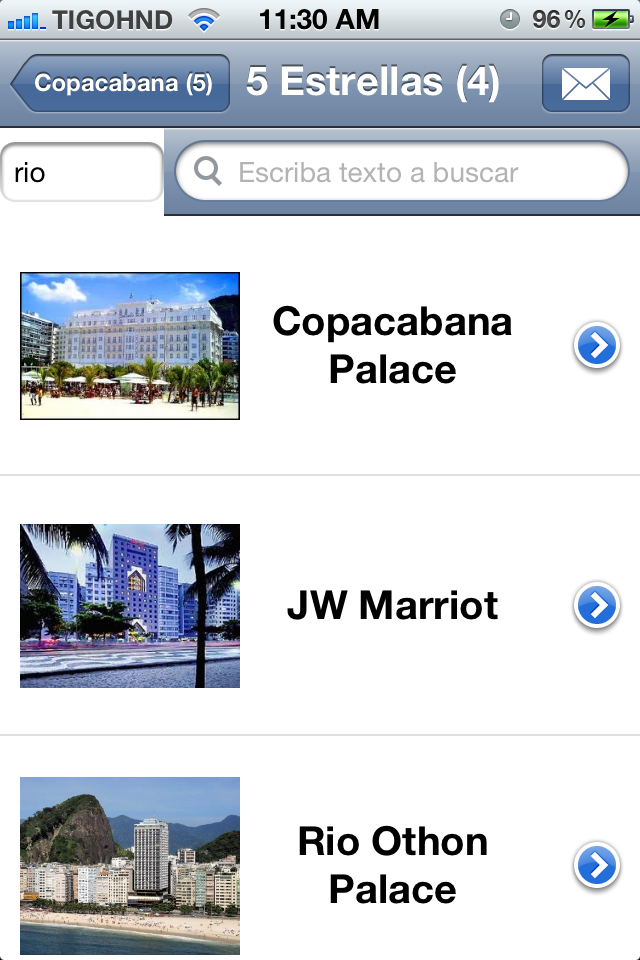 TIGOHND 11:30 AM 96%
Copacabana (5) 5 Estrellas (4)
rio Escriba texto a buscar
Copacabana
Palace
JW Marriot
Rio Othon
Palace